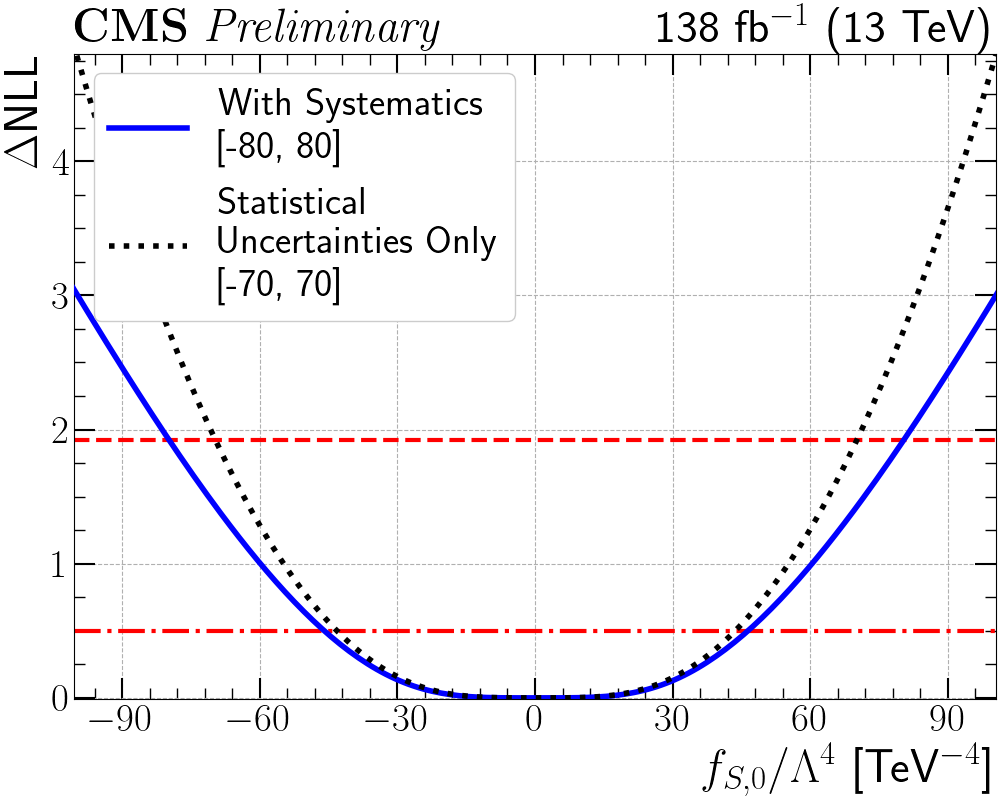 CMS Preliminary 138 fb⁻¹ (13 TeV)
ΔNLL
With Systematics
[-80, 80]
Statistical
Uncertainties Only
[-70, 70]
4
3
2
1
0
−90 −60 −30 0 30 60 90
f_{S,0}/Λ⁴ [TeV⁻⁴]